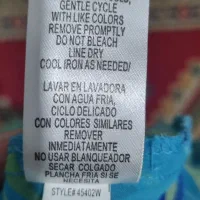 GENTLE CYCLE
WITH LIKE COLORS
REMOVE PROMPTLY
DO NOT BLEACH
LINE DRY
COOL IRON AS NEEDED/
LAVAR EN LAVADORA
CON AGUA FRIA,
CICLO DELICADO
CON COLORES SIMILARES
REMOVER
INMEDIATAMENTE
NO USAR BLANQUEADOR
SECAR COLGADO
PLANCHA FRIA SI SE
NECESITA
STYLE# 45402W